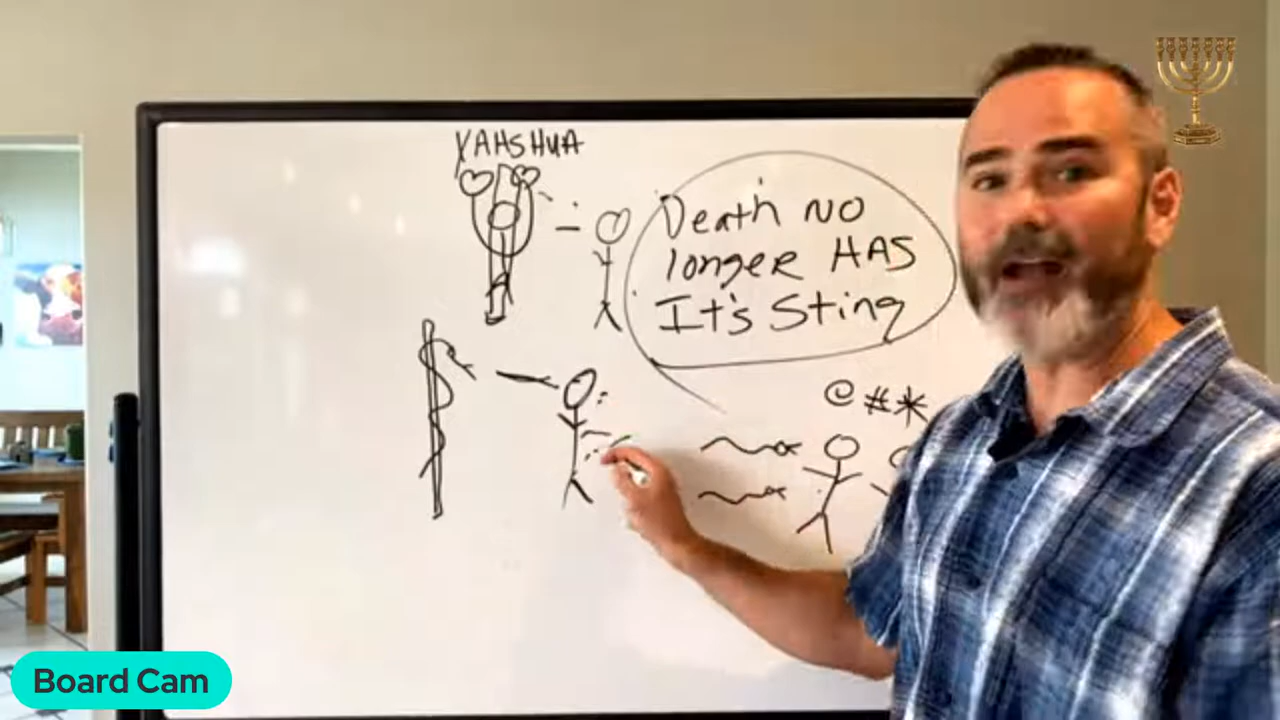 YAHSHUA
Death NO
longer HAS
It's Sting
@#*
Board Cam